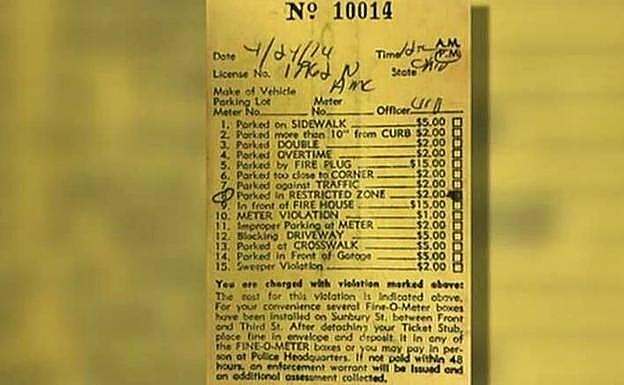 No 10014
A.M.
Date 4/24/74 Time P.M.
License No. 1962 N State Ohio
Make of Vehicle AMC
Parking Lot Meter
Meter No. No. Officer
1. Parked on SIDEWALK $5.00
2. Parked more than 10" from CURB $2.00
3. Parked DOUBLE $2.00
4. Parked OVERTIME $2.00
5. Parked by FIRE PLUG $15.00
6. Parked too close to CORNER $2.00
7. Parked against TRAFFIC $2.00
8. Parked in RESTRICTED ZONE $2.00
9. In front of FIRE HOUSE $15.00
10. METER VIOLATION $1.00
11. Improper Parking at METER $2.00
12. Blocking DRIVEWAY $5.00
13. Parked at CROSSWALK $5.00
14. Parked in Front of Garage $5.00
15. Sweeper Violation $2.00
You are charged with violation marked above:
The cost for this violation is indicated above.
For your convenience several Fine-O-Meter boxes
have been installed on Sunbury St. between Front
and Third St. After detaching your Ticket Stub,
place fine in envelope and deposit it in any of
the FINE-O-METER boxes or you may pay in per-
son at Police Headquarters. If not paid within 48
hours, an enforcement warrant will be issued and
an additional assessment collected.